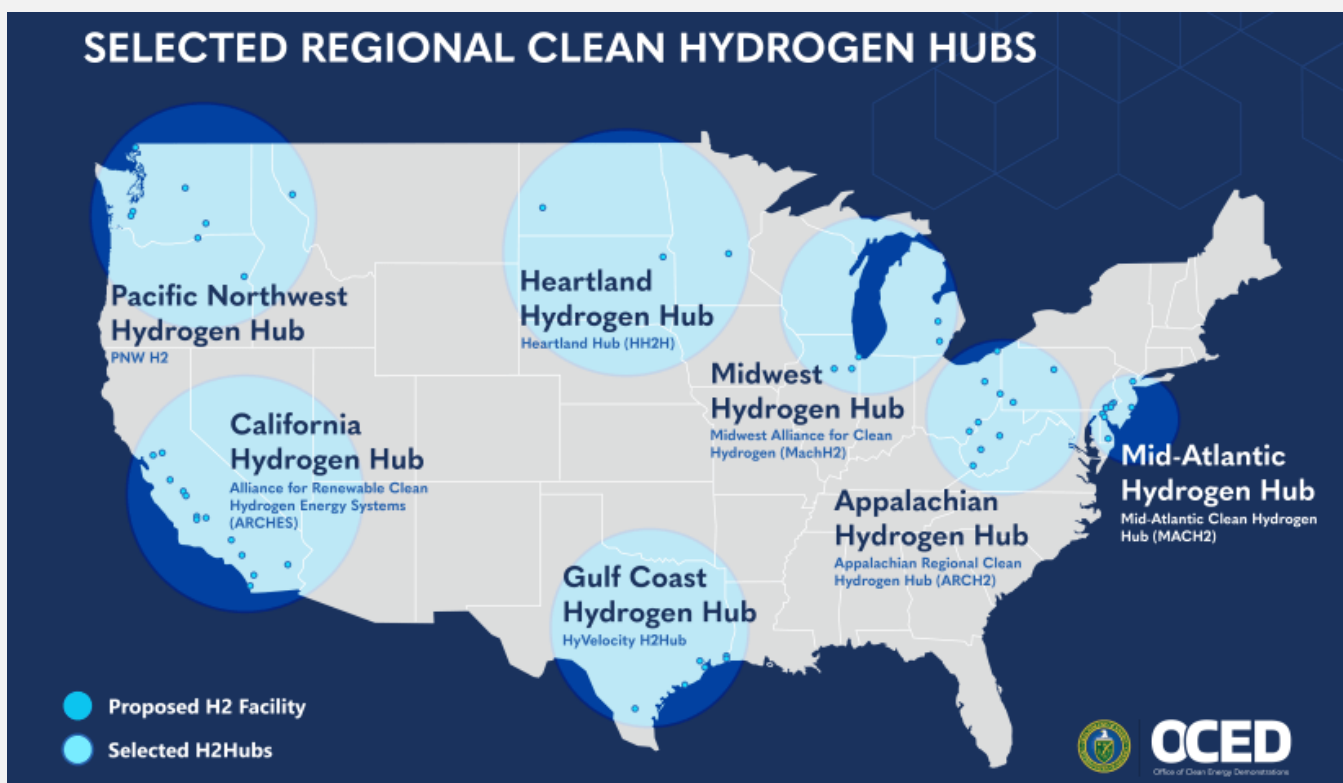 SELECTED REGIONAL CLEAN HYDROGEN HUBS
Pacific Northwest
Hydrogen Hub
PNW H2
Heartland
Hydrogen Hub
Heartland Hub (HH2H)
Midwest
Hydrogen Hub
Midwest Alliance for Clean
Hydrogen (MachH2)
California
Hydrogen Hub
Alliance for Renewable Clean
Hydrogen Energy Systems
(ARCHES)
Mid-Atlantic
Hydrogen Hub
Mid-Atlantic Clean Hydrogen
Hub (MACH2)
Appalachian
Hydrogen Hub
Appalachian Regional Clean
Hydrogen Hub (ARCH2)
Gulf Coast
Hydrogen Hub
HyVelocity H2Hub
Proposed H2 Facility
Selected H2Hubs
OCED
Office of Clean Energy Demonstrations